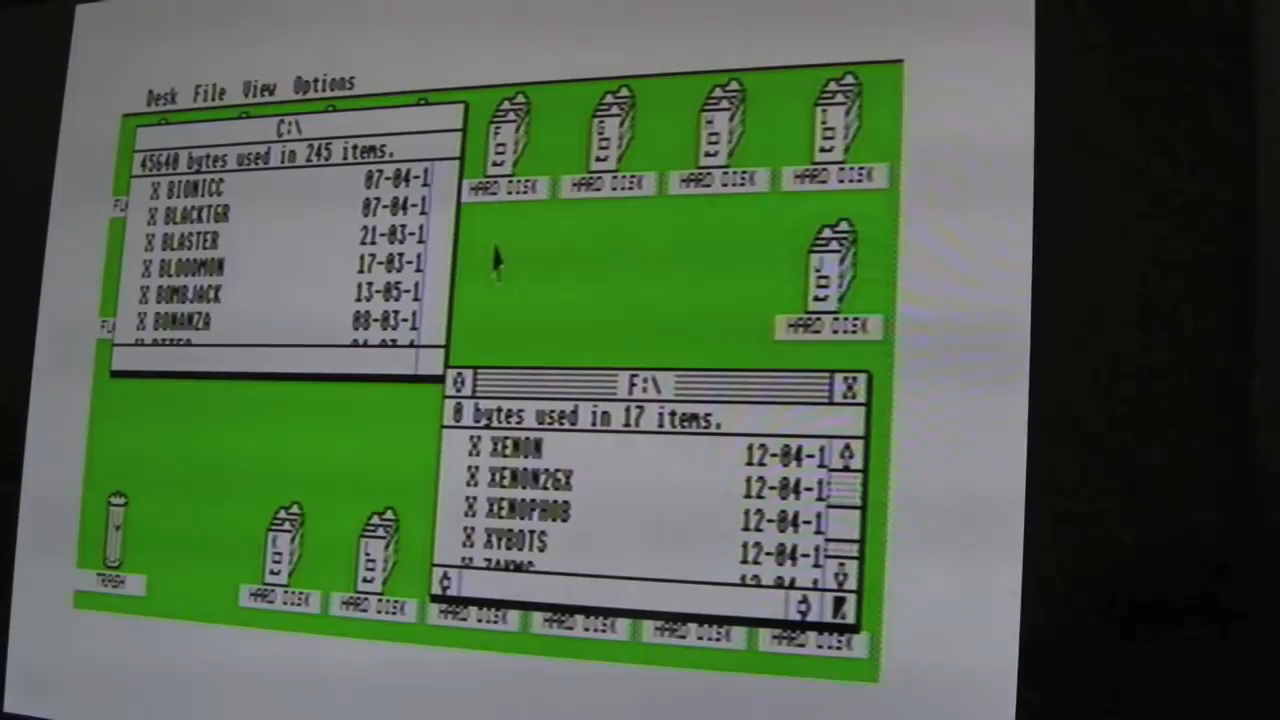 Desk File View Options
C:\
45640 bytes used in 245 items.
BIONICC 07-04-1
BLACKTGR 07-04-1
BLASTER 21-03-1
BLOODMON 17-03-1
BOMBJACK 13-05-1
BONANZA 08-03-1
F
HARD DISK
G
HARD DISK
H
HARD DISK
I
HARD DISK
FL
J
HARD DISK
FL
F:\
0 bytes used in 17 items.
XENON 12-04-1
XENON2GX 12-04-1
XENOPHOB 12-04-1
XYBOTS 12-04-1
TRASH
K
HARD DISK
L
HARD DISK
HARD DISK
HARD DISK
HARD DISK
HARD DISK